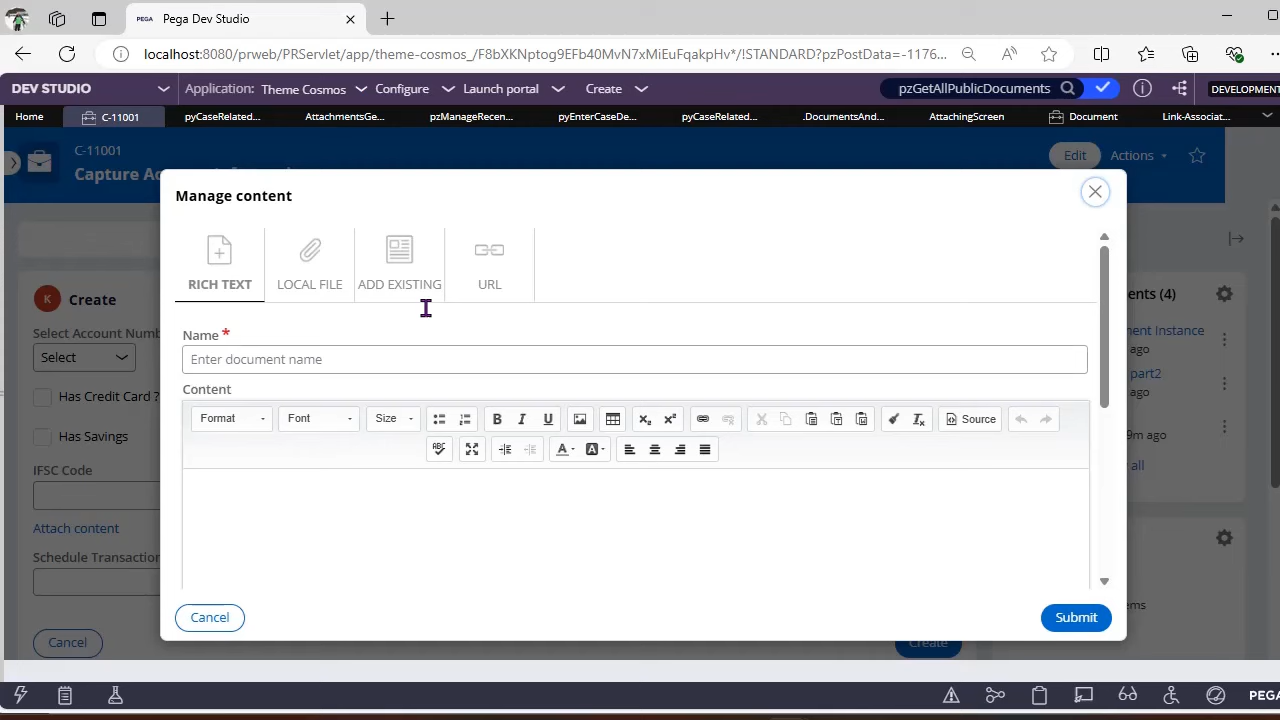 PEGA Pega Dev Studio
localhost:8080/prweb/PRServlet/app/theme-cosmos_/F8bXKNptog9EFb40MvN7xMiEuFqakpHv*/!STANDARD?pzPostData=-1176...
DEV STUDIO Application: Theme Cosmos Configure Launch portal Create pzGetAllPublicDocuments DEVELOPMENT
Home C-11001 pyCaseRelated... AttachmentsGe... pzManageRecen... pyEnterCaseDe... pyCaseRelated... .DocumentsAnd... AttachingScreen Document Link-Associat...
C-11001 Edit Actions
Manage content
RICH TEXT LOCAL FILE ADD EXISTING URL
K Create
ents (4)
Select Account Numb
Select
Name *
Enter document name
ment Instance
ago
part2
ago
Has Credit Card ?
Content
Format Font Size B I U Source
ABC A A
Has Savings
9m ago
IFSC Code
all
Attach content
Schedule Transaction
ems
Cancel Submit
Cancel Create
PEGA